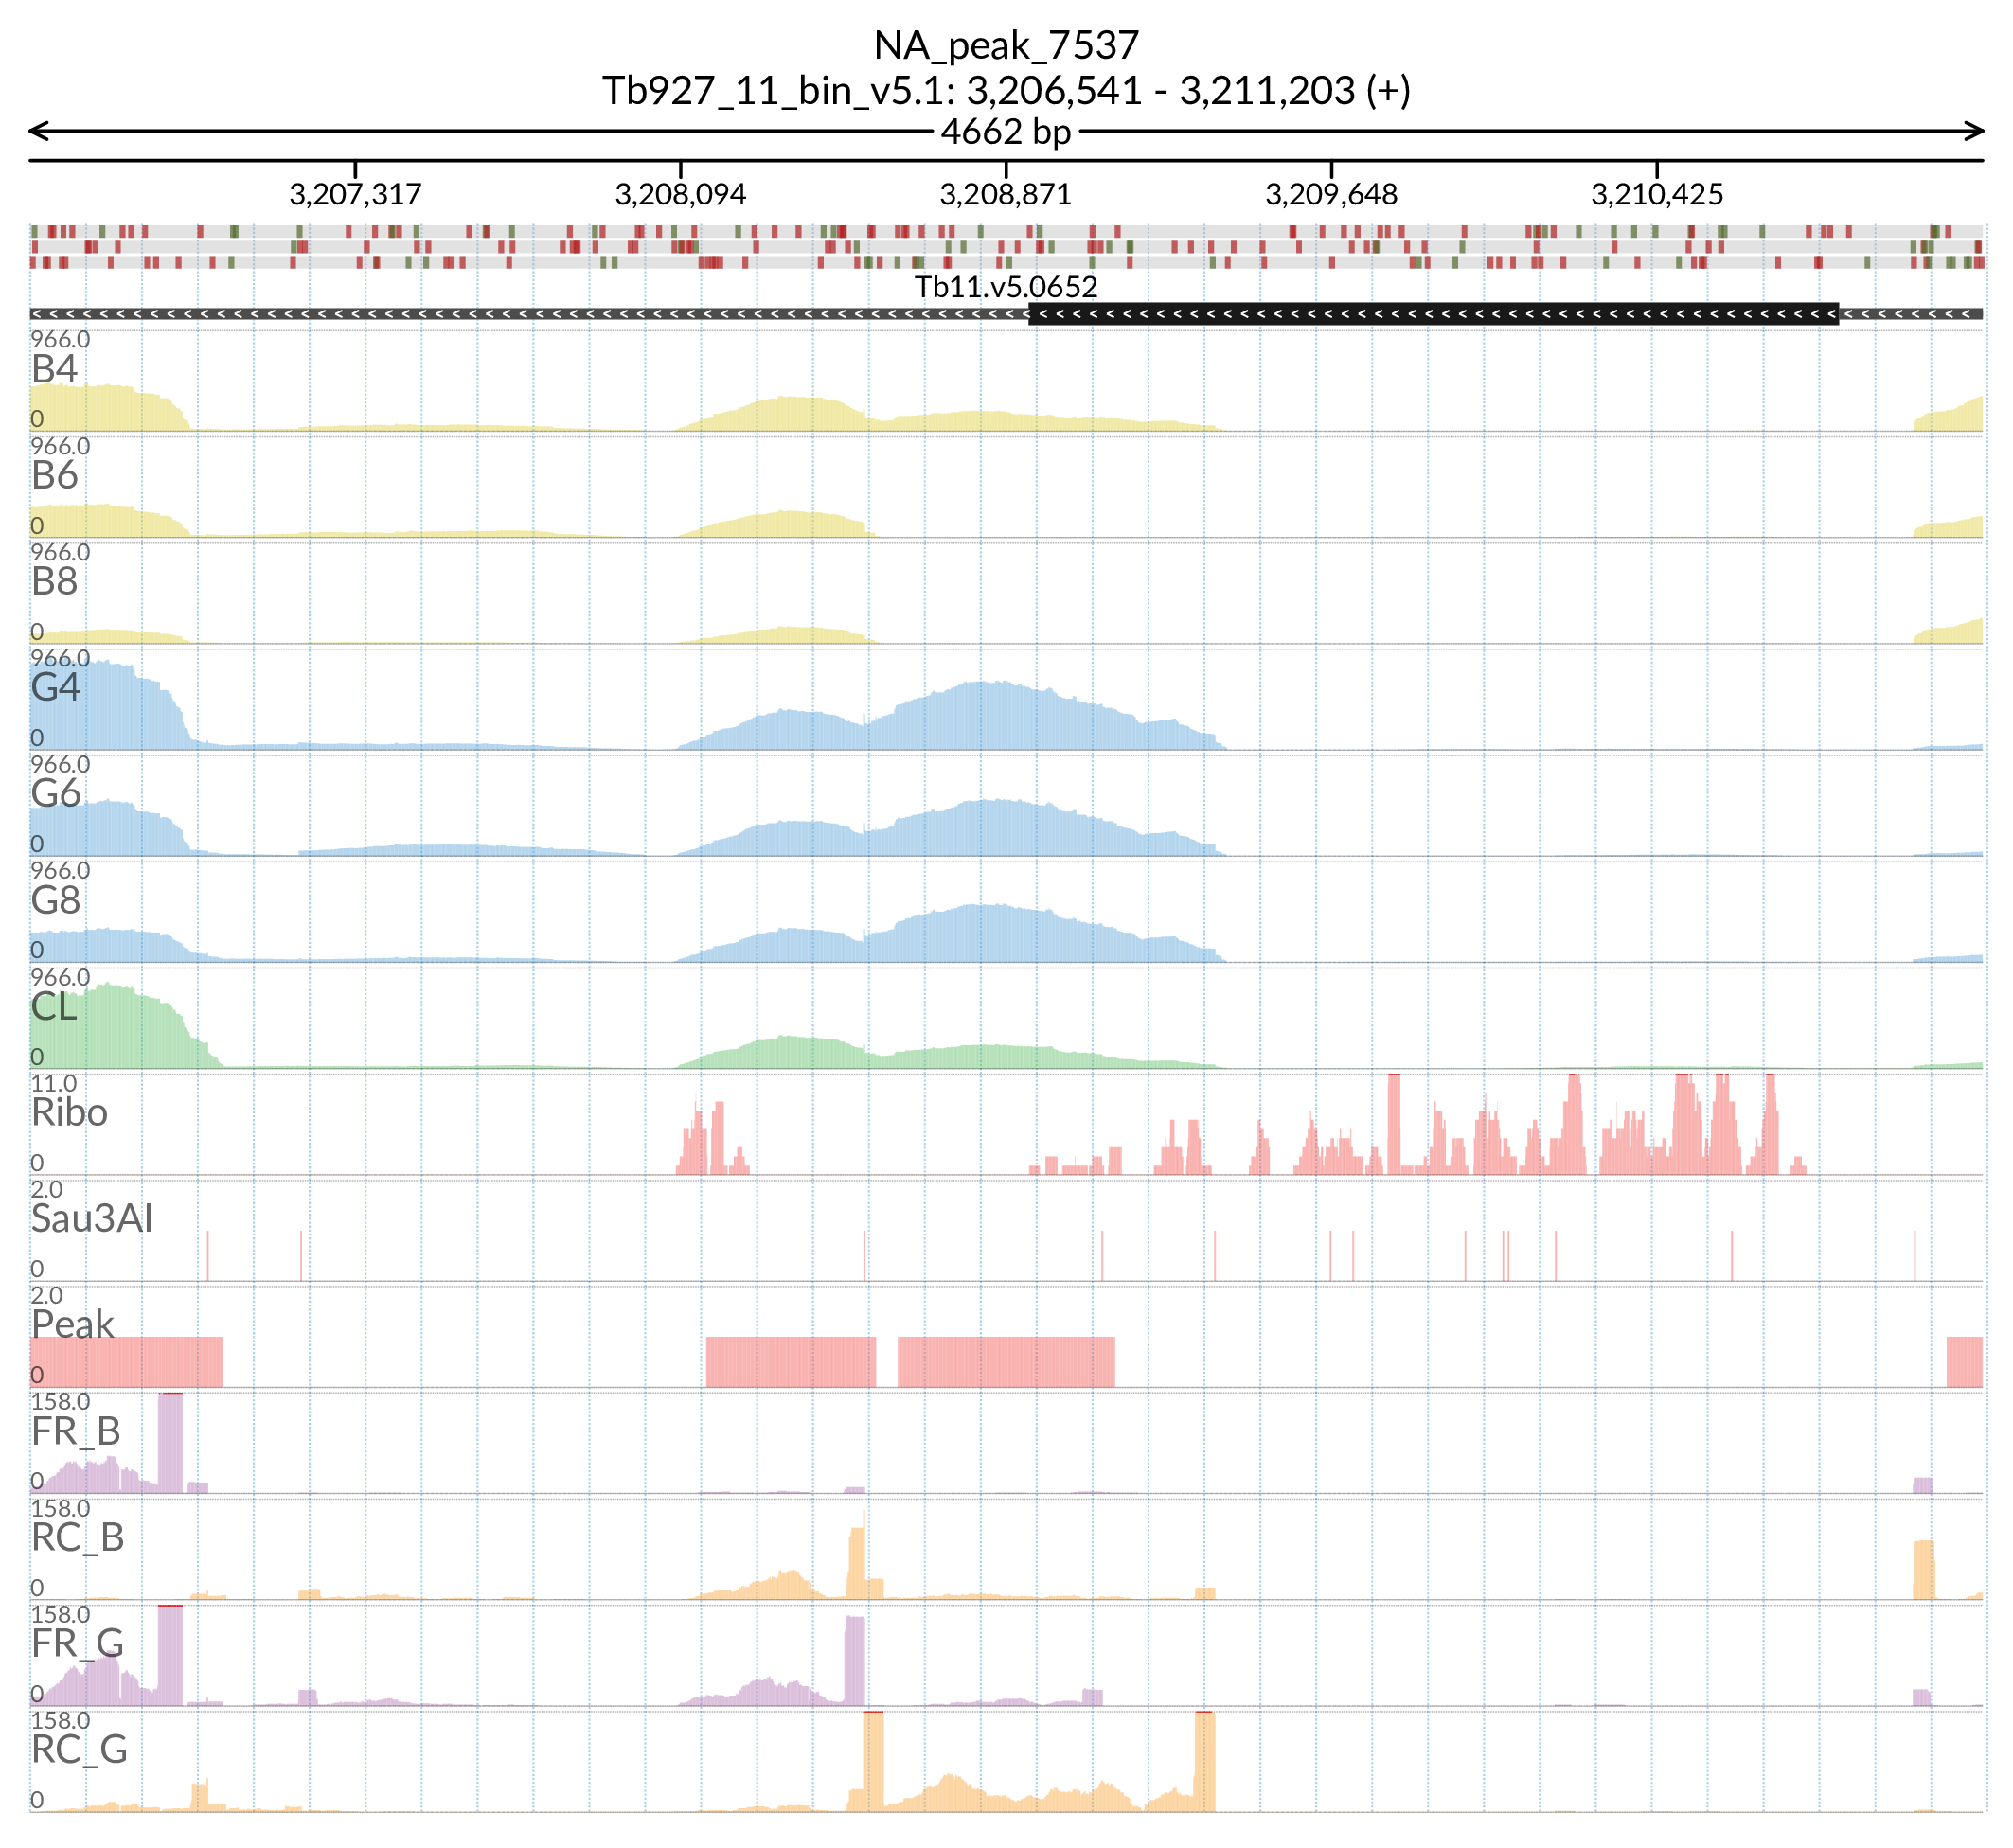 NA_peak_7537
Tb927_11_bin_v5.1: 3,206,541 - 3,211,203 (+)
4662 bp
3,207,317 3,208,094 3,208,871 3,209,648 3,210,425
Tb11.v5.0652
966.0
B4
0
966.0
B6
0
966.0
B8
0
966.0
G4
0
966.0
G6
0
966.0
G8
0
966.0
CL
0
11.0
Ribo
0
2.0
Sau3AI
0
2.0
Peak
0
158.0
FR_B
0
158.0
RC_B
0
158.0
FR_G
0
158.0
RC_G
0